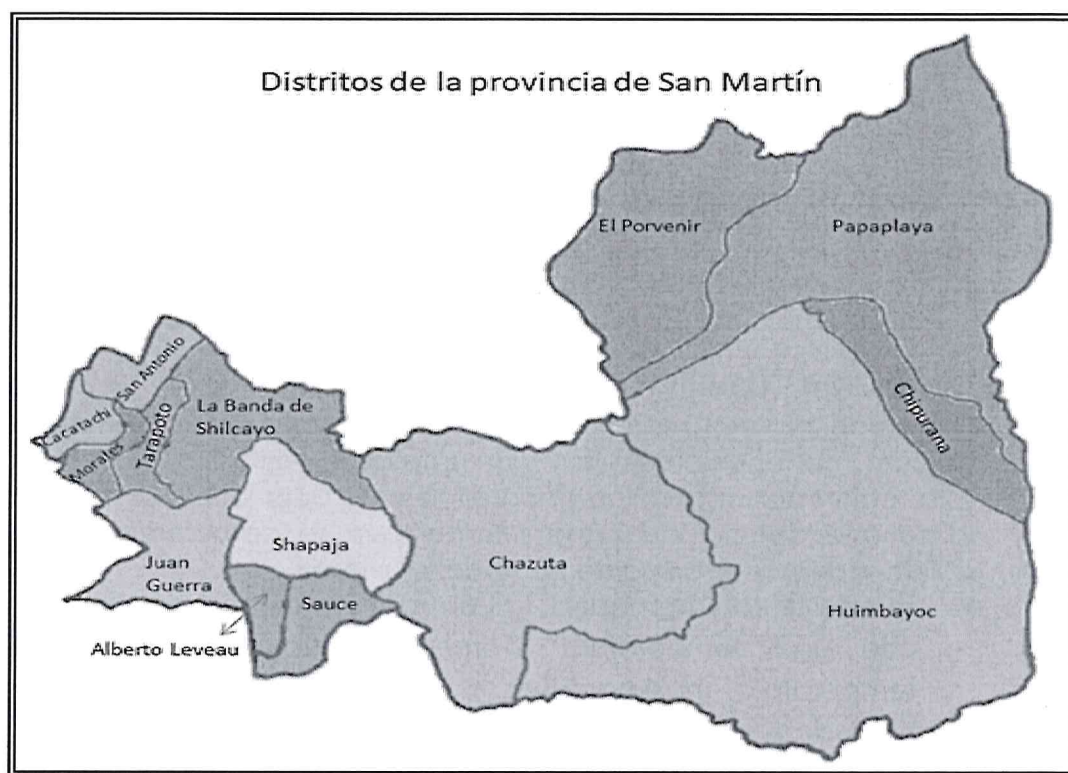 Distritos de la provincia de San Martín
El Porvenir
Papaplaya
San Antonio
Cacatachi
La Banda de
Shilcayo
Tarapoto
Morales
Chipurana
Shapaja
Chazuta
Juan
Guerra
Sauce
Huimbayoc
Alberto Leveau